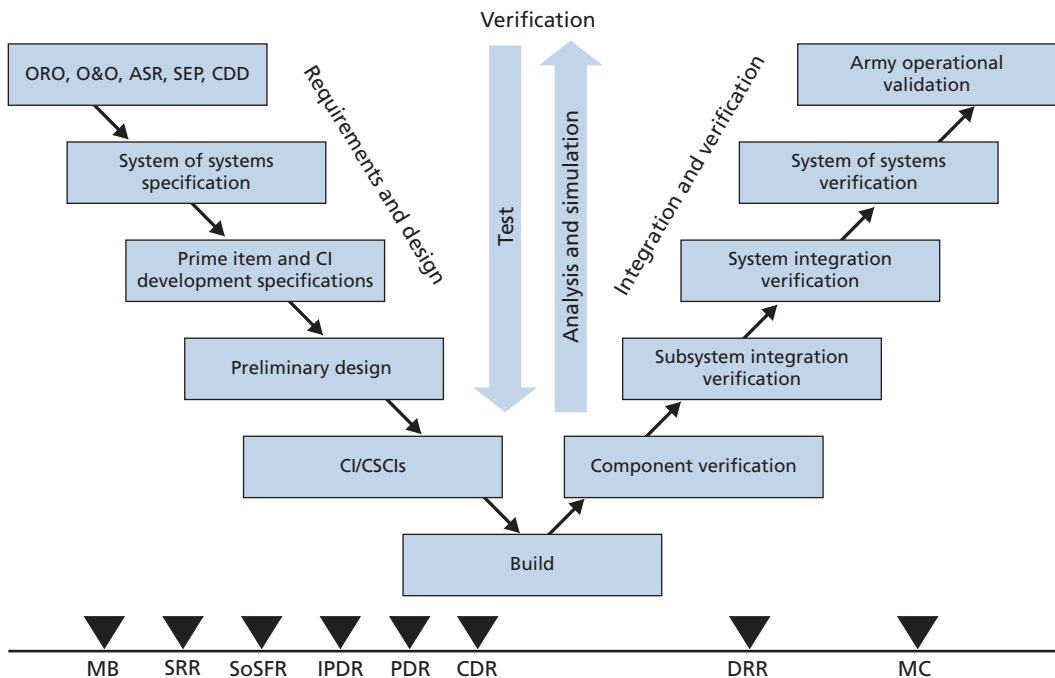 Verification
ORO, O&O, ASR, SEP, CDD
System of systems
specification
Prime item and CI
development specifications
Preliminary design
CI/CSCIs
Build
Requirements and design
Test
Analysis and simulation
Integration and verification
Army operational
validation
System of systems
verification
System integration
verification
Subsystem integration
verification
Component verification
MB
SRR
SoSFR
IPDR
PDR
CDR
DRR
MC